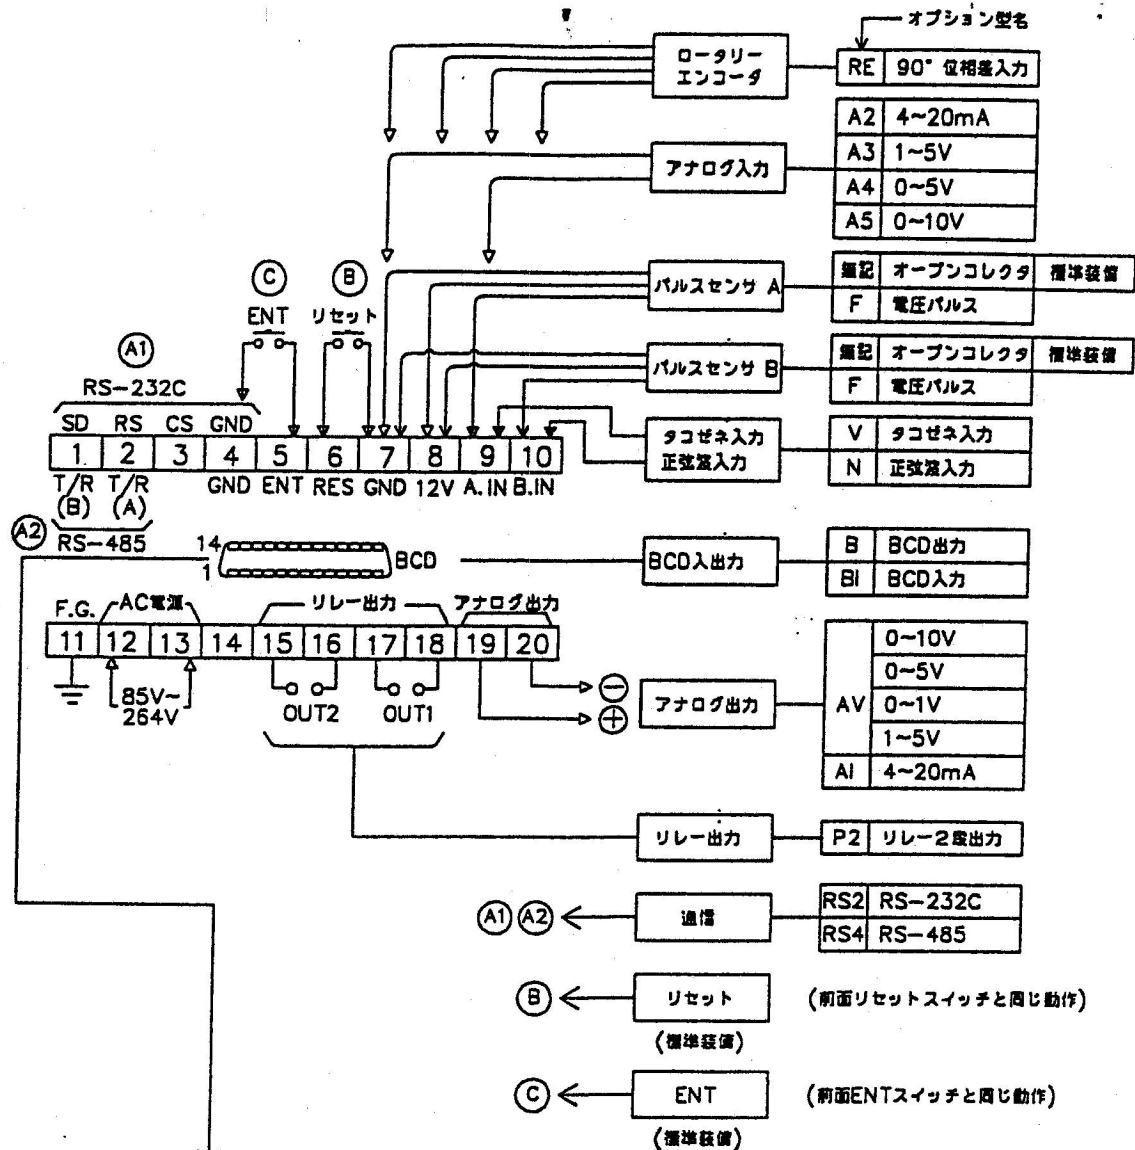 オプション型名
ロータリー
エンコーダ
RE 90° 位相差入力
アナログ入力
A2 4~20mA
A3 1~5V
A4 0~5V
A5 0~10V
パルスセンサ A
無記 オープンコレクタ 標準装備
F 電圧パルス
パルスセンサ B
無記 オープンコレクタ 標準装備
F 電圧パルス
C
B
ENT
リセット
A1
RS-232C
SD RS CS GND
1 2 3 4 5 6 7 8 9 10
T/R T/R GND ENT RES GND 12V A.IN B.IN
(B) (A)
A2
RS-485
タコゼネ入力
正弦波入力
V タコゼネ入力
N 正弦波入力
14
1
BCD
BCD入出力
B BCD出力
BI BCD入力
F.G. AC電源 リレー出力 アナログ出力
11 12 13 14 15 16 17 18 19 20
85V~
264V
OUT2 OUT1
⊖
⊕
アナログ出力
AV 0~10V
0~5V
0~1V
1~5V
AI 4~20mA
リレー出力
P2 リレー2段出力
A1 A2
通信
RS2 RS-232C
RS4 RS-485
B
リセット
(前面リセットスイッチと同じ動作)
(標準装備)
C
ENT
(前面ENTスイッチと同じ動作)
(標準装備)